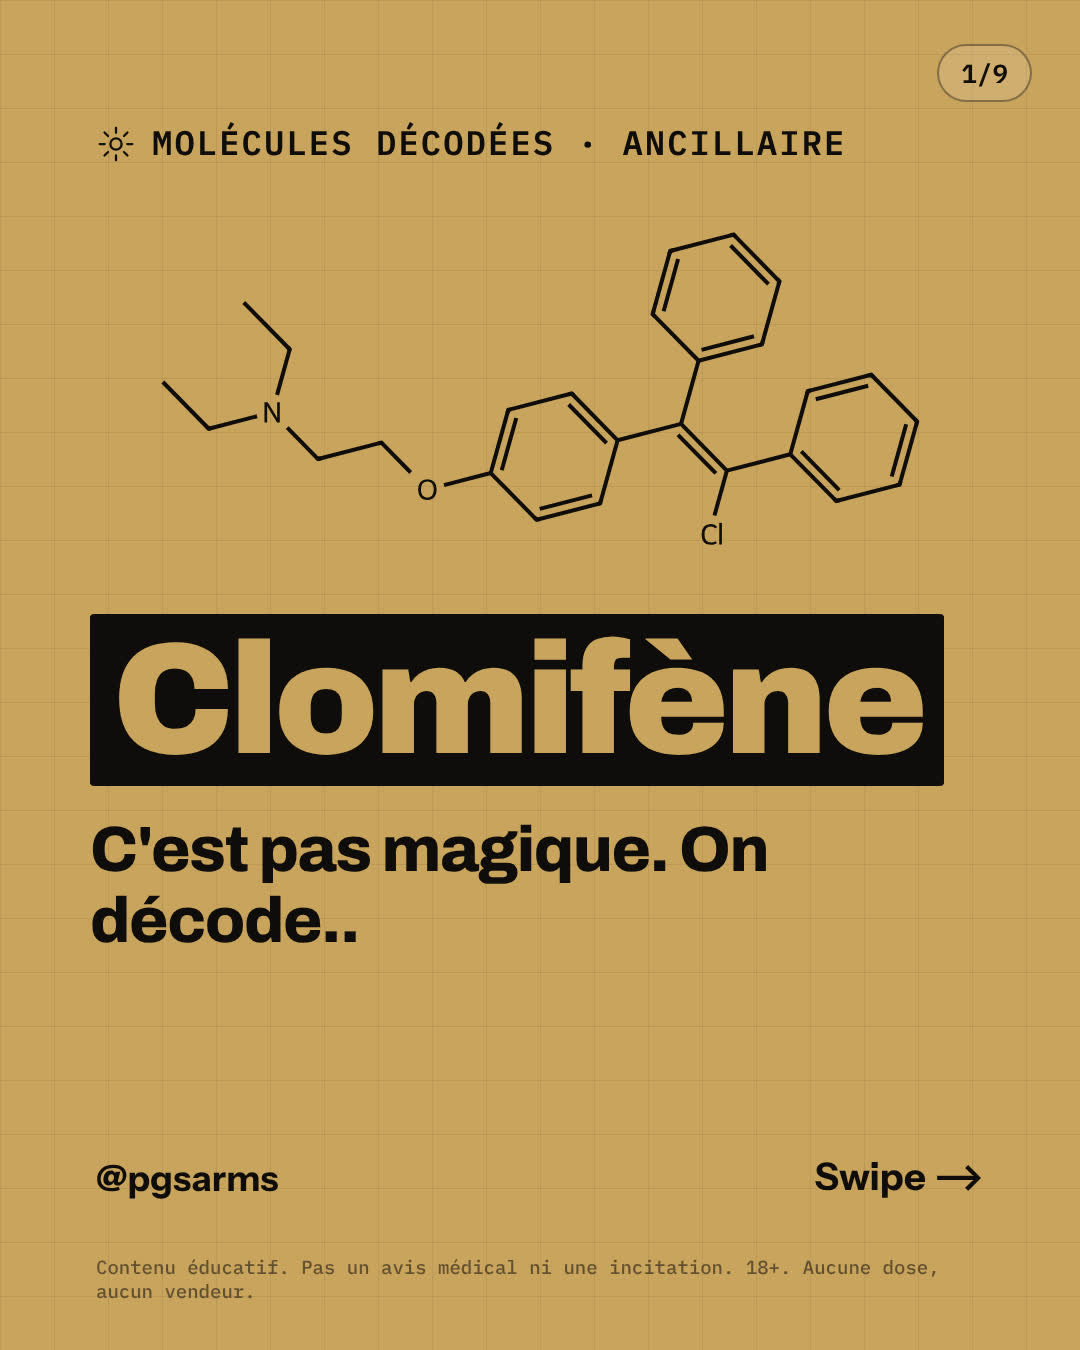 1/9
MOLÉCULES DÉCODÉES · ANCILLAIRE
N
O
Cl
Clomifène
C'est pas magique. On
décode..
@pgsarms
Swipe →
Contenu éducatif. Pas un avis médical ni une incitation. 18+. Aucune dose,
aucun vendeur.